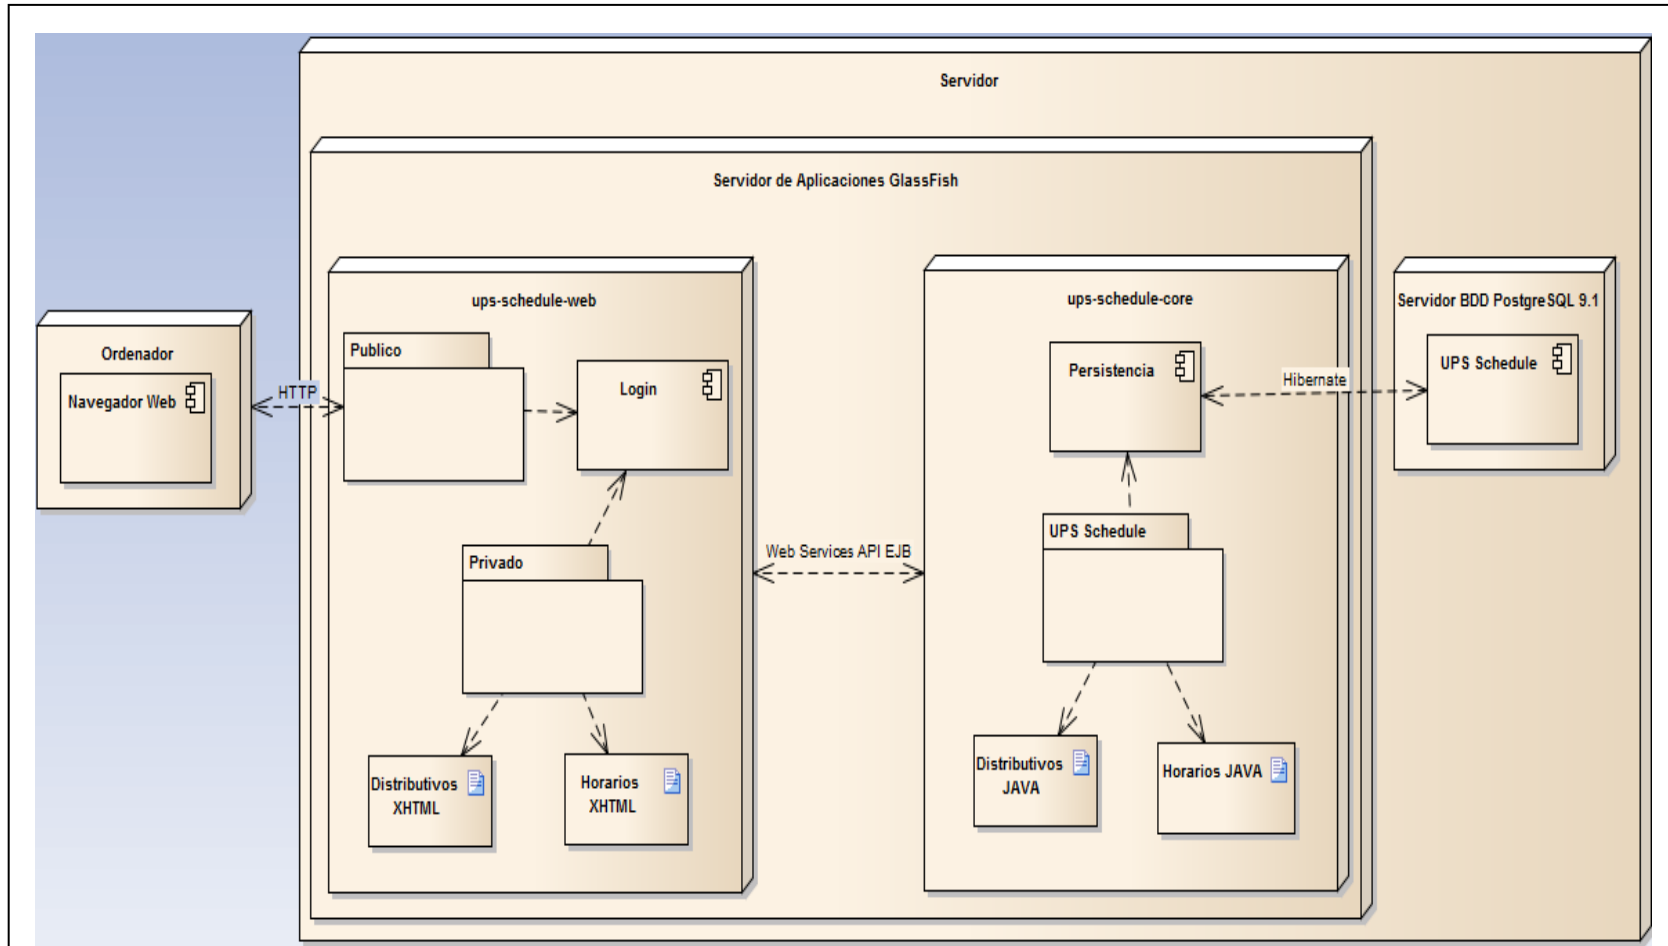 Servidor
Servidor de Aplicaciones GlassFish
ups-schedule-web
ups-schedule-core
Servidor BDD PostgreSQL 9.1
Ordenador
Navegador Web
HTTP
Publico
Login
Persistencia
Hibernate
UPS Schedule
Web Services API EJB
Privado
UPS Schedule
Distributivos
XHTML
Horarios
XHTML
Distributivos
JAVA
Horarios JAVA